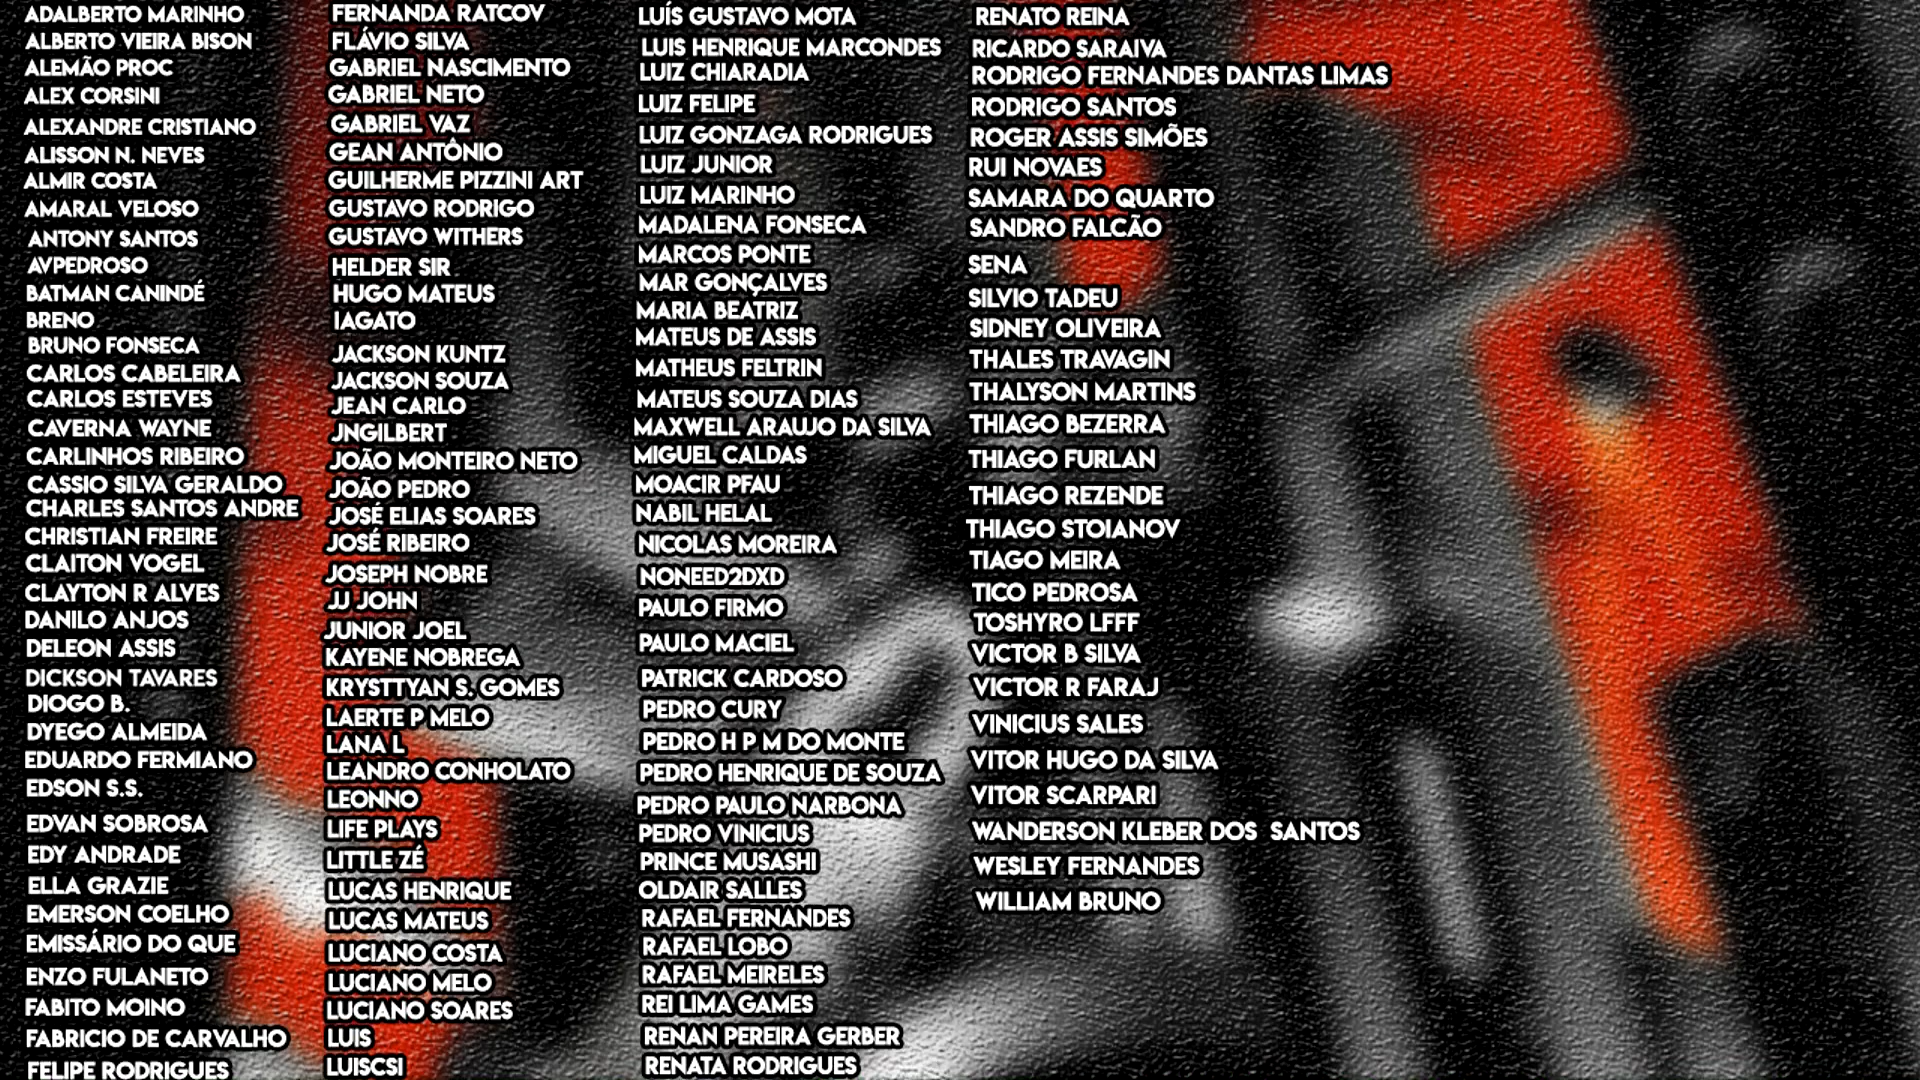 ADALBERTO MARINHO
ALBERTO VIEIRA BISON
ALEMÃO PROC
ALEX CORSINI
ALEXANDRE CRISTIANO
ALISSON N. NEVES
ALMIR COSTA
AMARAL VELOSO
ANTONY SANTOS
AVPEDROSO
BATMAN CANINDÉ
BRENO
BRUNO FONSECA
CARLOS CABELEIRA
CARLOS ESTEVES
CAVERNA WAYNE
CARLINHOS RIBEIRO
CASSIO SILVA GERALDO
CHARLES SANTOS ANDRE
CHRISTIAN FREIRE
CLAITON VOGEL
CLAYTON R ALVES
DANILO ANJOS
DELEON ASSIS
DICKSON TAVARES
DIOGO B.
DYEGO ALMEIDA
EDUARDO FERMIANO
EDSON S.S.
EDVAN SOBROSA
EDY ANDRADE
ELLA GRAZIE
EMERSON COELHO
EMISSÁRIO DO QUE
ENZO FULANETO
FABITO MOINO
FABRICIO DE CARVALHO
FELIPE RODRIGUES
FERNANDA RATCOV
FLÁVIO SILVA
GABRIEL NASCIMENTO
GABRIEL NETO
GABRIEL VAZ
GEAN ANTÔNIO
GUILHERME PIZZINI ART
GUSTAVO RODRIGO
GUSTAVO WITHERS
HELDER SIR
HUGO MATEUS
IAGATO
JACKSON KUNTZ
JACKSON SOUZA
JEAN CARLO
JNGILBERT
JOÃO MONTEIRO NETO
JOÃO PEDRO
JOSÉ ELIAS SOARES
JOSÉ RIBEIRO
JOSEPH NOBRE
JJ JOHN
JUNIOR JOEL
KAYENE NOBREGA
KRYSTTYAN S. GOMES
LAERTE P MELO
LANA L
LEANDRO CONHOLATO
LEONNO
LIFE PLAYS
LITTLE ZÉ
LUCAS HENRIQUE
LUCAS MATEUS
LUCIANO COSTA
LUCIANO MELO
LUCIANO SOARES
LUIS
LUISCSI
LUÍS GUSTAVO MOTA
LUIS HENRIQUE MARCONDES
LUIZ CHIARADIA
LUIZ FELIPE
LUIZ GONZAGA RODRIGUES
LUIZ JUNIOR
LUIZ MARINHO
MADALENA FONSECA
MARCOS PONTE
MAR GONÇALVES
MARIA BEATRIZ
MATEUS DE ASSIS
MATHEUS FELTRIN
MATEUS SOUZA DIAS
MAXWELL ARAUJO DA SILVA
MIGUEL CALDAS
MOACIR PFAU
NABIL HELAL
NICOLAS MOREIRA
NONEED2DXD
PAULO FIRMO
PAULO MACIEL
PATRICK CARDOSO
PEDRO CURY
PEDRO H P M DO MONTE
PEDRO HENRIQUE DE SOUZA
PEDRO PAULO NARBONA
PEDRO VINICIUS
PRINCE MUSASHI
OLDAIR SALLES
RAFAEL FERNANDES
RAFAEL LOBO
RAFAEL MEIRELES
REI LIMA GAMES
RENAN PEREIRA GERBER
RENATA RODRIGUES
RENATO REINA
RICARDO SARAIVA
RODRIGO FERNANDES DANTAS LIMAS
RODRIGO SANTOS
ROGER ASSIS SIMÕES
RUI NOVAES
SAMARA DO QUARTO
SANDRO FALCÃO
SENA
SILVIO TADEU
SIDNEY OLIVEIRA
THALES TRAVAGIN
THALYSON MARTINS
THIAGO BEZERRA
THIAGO FURLAN
THIAGO REZENDE
THIAGO STOIANOV
TIAGO MEIRA
TICO PEDROSA
TOSHYRO LFFF
VICTOR B SILVA
VICTOR R FARAJ
VINICIUS SALES
VITOR HUGO DA SILVA
VITOR SCARPARI
WANDERSON KLEBER DOS  SANTOS
WESLEY FERNANDES
WILLIAM BRUNO